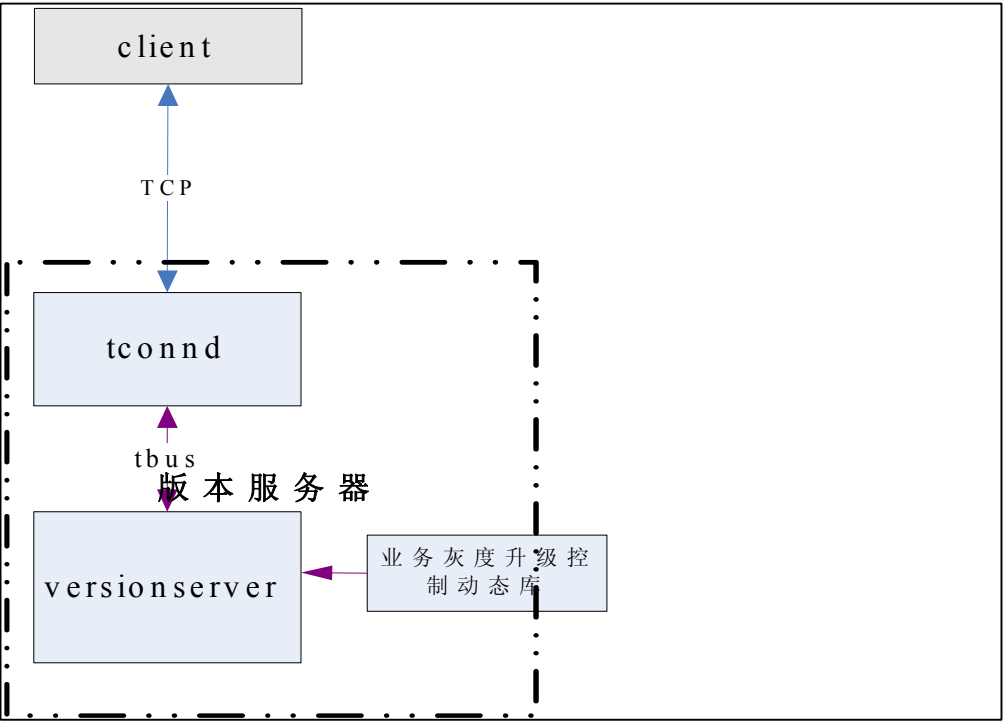 client
TCP
tconnd
tbus
版本服务器
versionserver
业务灰度升级控
制动态库